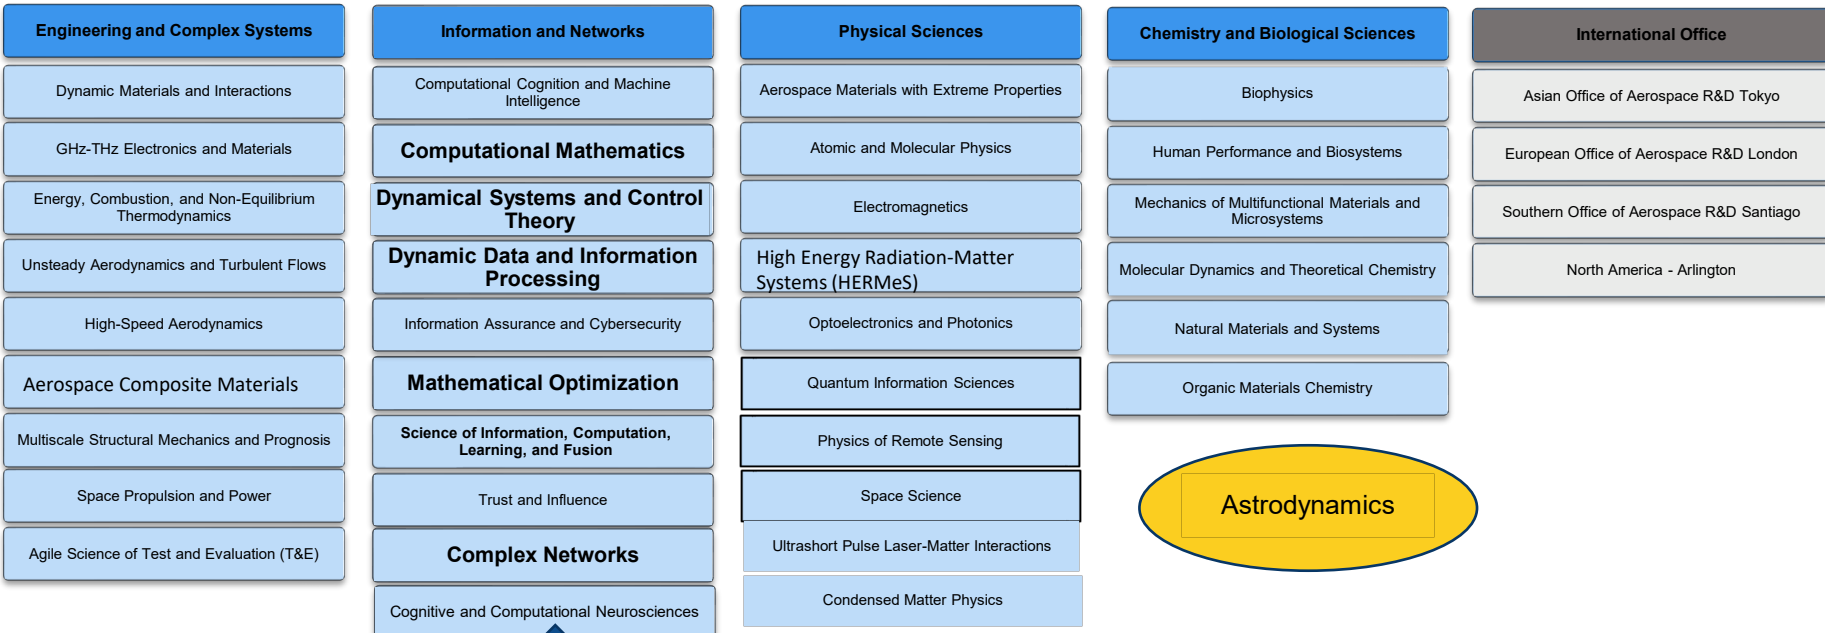 Engineering and Complex Systems
Dynamic Materials and Interactions
GHz-THz Electronics and Materials
Energy, Combustion, and Non-Equilibrium
Thermodynamics
Unsteady Aerodynamics and Turbulent Flows
High-Speed Aerodynamics
Aerospace Composite Materials
Multiscale Structural Mechanics and Prognosis
Space Propulsion and Power
Agile Science of Test and Evaluation (T&E)
Information and Networks
Computational Cognition and Machine
Intelligence
Computational Mathematics
Dynamical Systems and Control
Theory
Dynamic Data and Information
Processing
Information Assurance and Cybersecurity
Mathematical Optimization
Science of Information, Computation,
Learning, and Fusion
Trust and Influence
Complex Networks
Cognitive and Computational Neurosciences
Physical Sciences
Aerospace Materials with Extreme Properties
Atomic and Molecular Physics
Electromagnetics
High Energy Radiation-Matter
Systems (HERMeS)
Optoelectronics and Photonics
Quantum Information Sciences
Physics of Remote Sensing
Space Science
Ultrashort Pulse Laser-Matter Interactions
Condensed Matter Physics
Chemistry and Biological Sciences
Biophysics
Human Performance and Biosystems
Mechanics of Multifunctional Materials and
Microsystems
Molecular Dynamics and Theoretical Chemistry
Natural Materials and Systems
Organic Materials Chemistry
Astrodynamics
International Office
Asian Office of Aerospace R&D Tokyo
European Office of Aerospace R&D London
Southern Office of Aerospace R&D Santiago
North America - Arlington